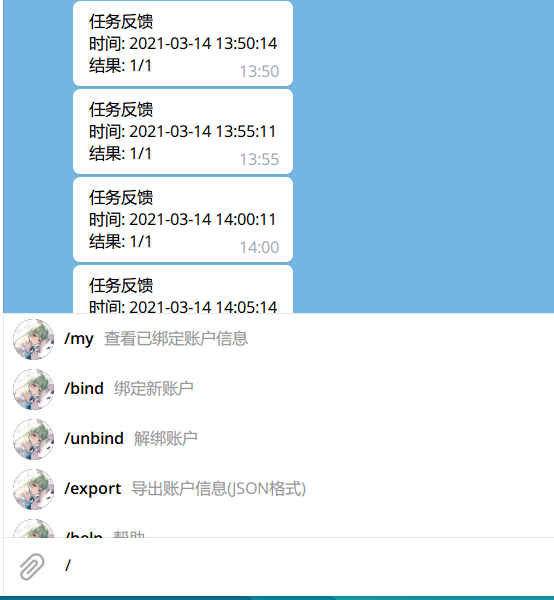 任务反馈
时间: 2021-03-14 13:50:14
结果: 1/1
13:50
任务反馈
时间: 2021-03-14 13:55:11
结果: 1/1
13:55
任务反馈
时间: 2021-03-14 14:00:11
结果: 1/1
14:00
任务反馈
时间: 2021-03-14 14:05:14
/my 查看已绑定账户信息
/bind 绑定新账户
/unbind 解绑账户
/export 导出账户信息(JSON格式)
/help 帮助
/